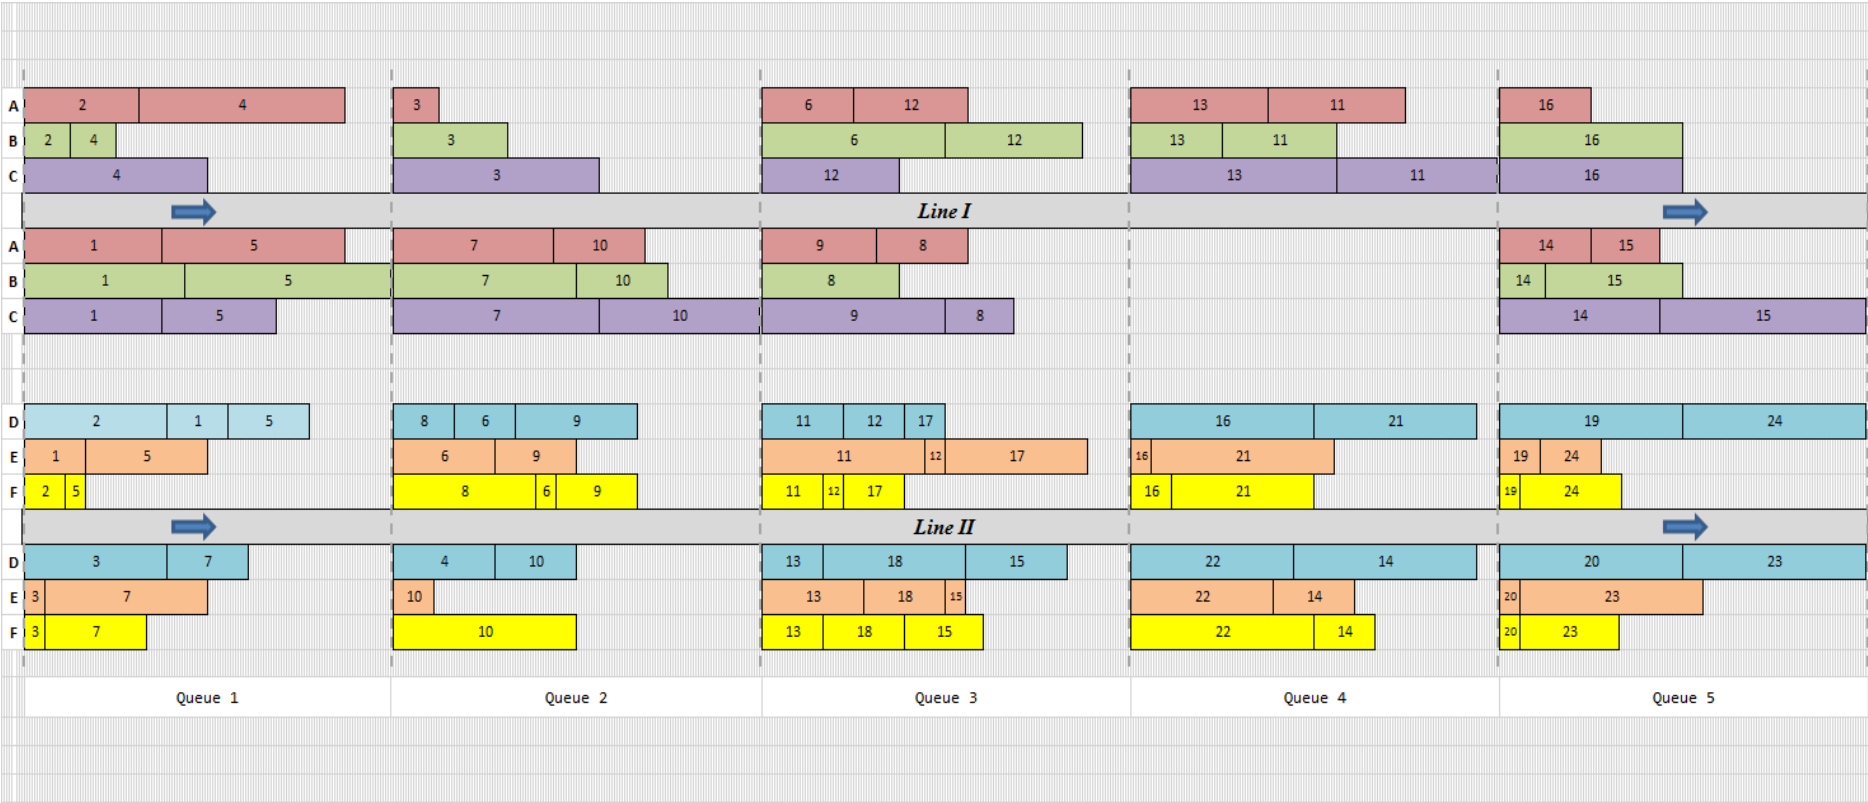 A 2 4 3 6 12 13 11 16
B 2 4 3 6 12 13 11 16
C 4 3 12 13 11 16
Line I
A 1 5 7 10 9 8 14 15
B 1 5 7 10 8 14 15
C 1 5 7 10 9 8 14 15
D 2 1 5 8 6 9 11 12 17 16 21 19 24
E 1 5 6 9 11 12 17 16 21 19 24
F 2 5 8 6 9 11 12 17 16 21 19 24
Line II
D 3 7 4 10 13 18 15 22 14 20 23
E 3 7 10 13 18 15 22 14 20 23
F 3 7 10 13 18 15 22 14 20 23
Queue 1 Queue 2 Queue 3 Queue 4 Queue 5